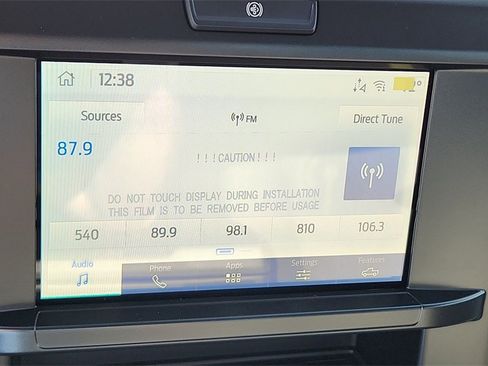 12:38
Sources
FM
Direct Tune
87.9
!!!CAUTION!!!
DO NOT TOUCH DISPLAY DURING INSTALLATION
THIS FILM IS TO BE REMOVED BEFORE USAGE
540 89.9 98.1 810 106.3
Audio Phone Apps Settings Features